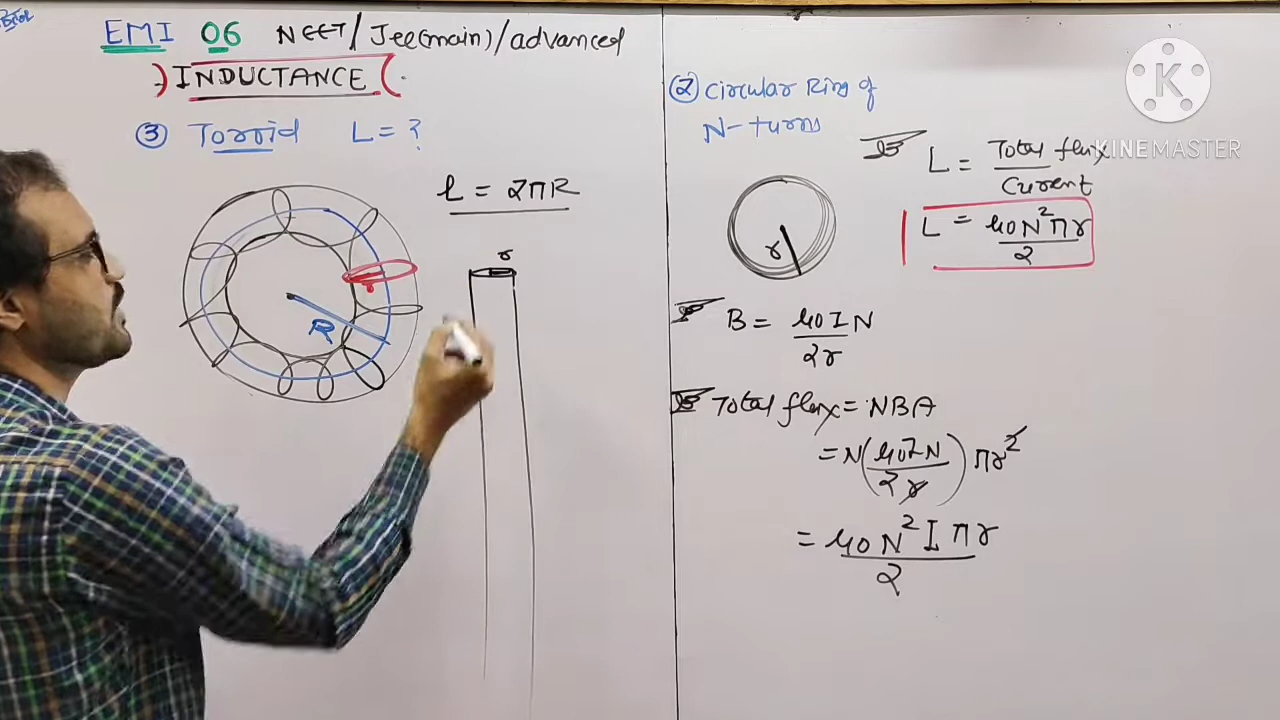 EMI 06 NEET/Jee(main)/advanced
INDUCTANCE
③ Toroid L = ?
l = 2πR
r
r
R
② Circular Ring of
N-turns
K
KINEMASTER
L = Total flux / Current
L = μ0N²πr / 2
r
B = μ0IN / 2r
Total flux = NBA
= N(μ0IN / 2r) πr²
= μ0N²Iπr / 2